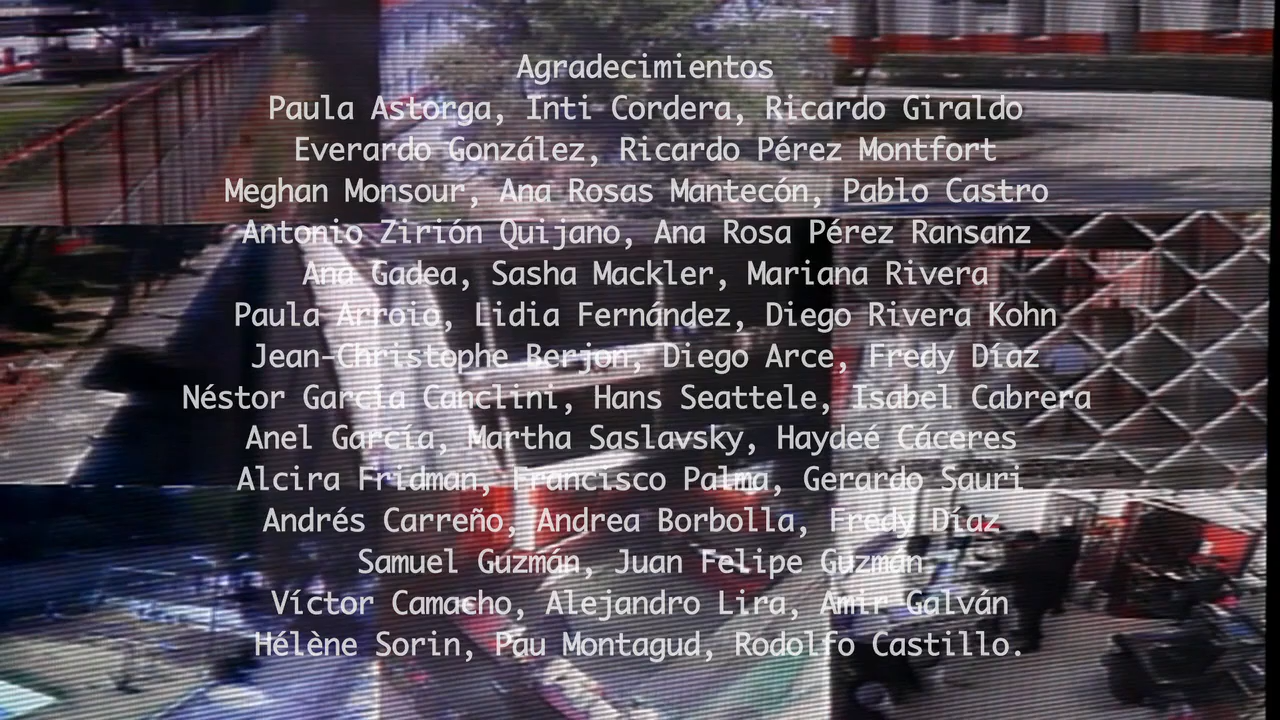 Agradecimientos
Paula Astorga, Inti Cordera, Ricardo Giraldo
Everardo González, Ricardo Pérez Montfort
Meghan Monsour, Ana Rosas Mantecón, Pablo Castro
Antonio Zirión Quijano, Ana Rosa Pérez Ransanz
Ana Gadea, Sasha Mackler, Mariana Rivera
Paula Arroio, Lidia Fernández, Diego Rivera Kohn
Jean-Christophe Berjon, Diego Arce, Fredy Díaz
Néstor García Canclini, Hans Seattele, Isabel Cabrera
Anel García, Martha Saslavsky, Haydeé Cáceres
Alcira Fridman, Francisco Palma, Gerardo Sauri
Andrés Carreño, Andrea Borbolla, Fredy Díaz
Samuel Guzmán, Juan Felipe Guzmán
Víctor Camacho, Alejandro Lira, Amir Galván
Hélène Sorin, Pau Montagud, Rodolfo Castillo.